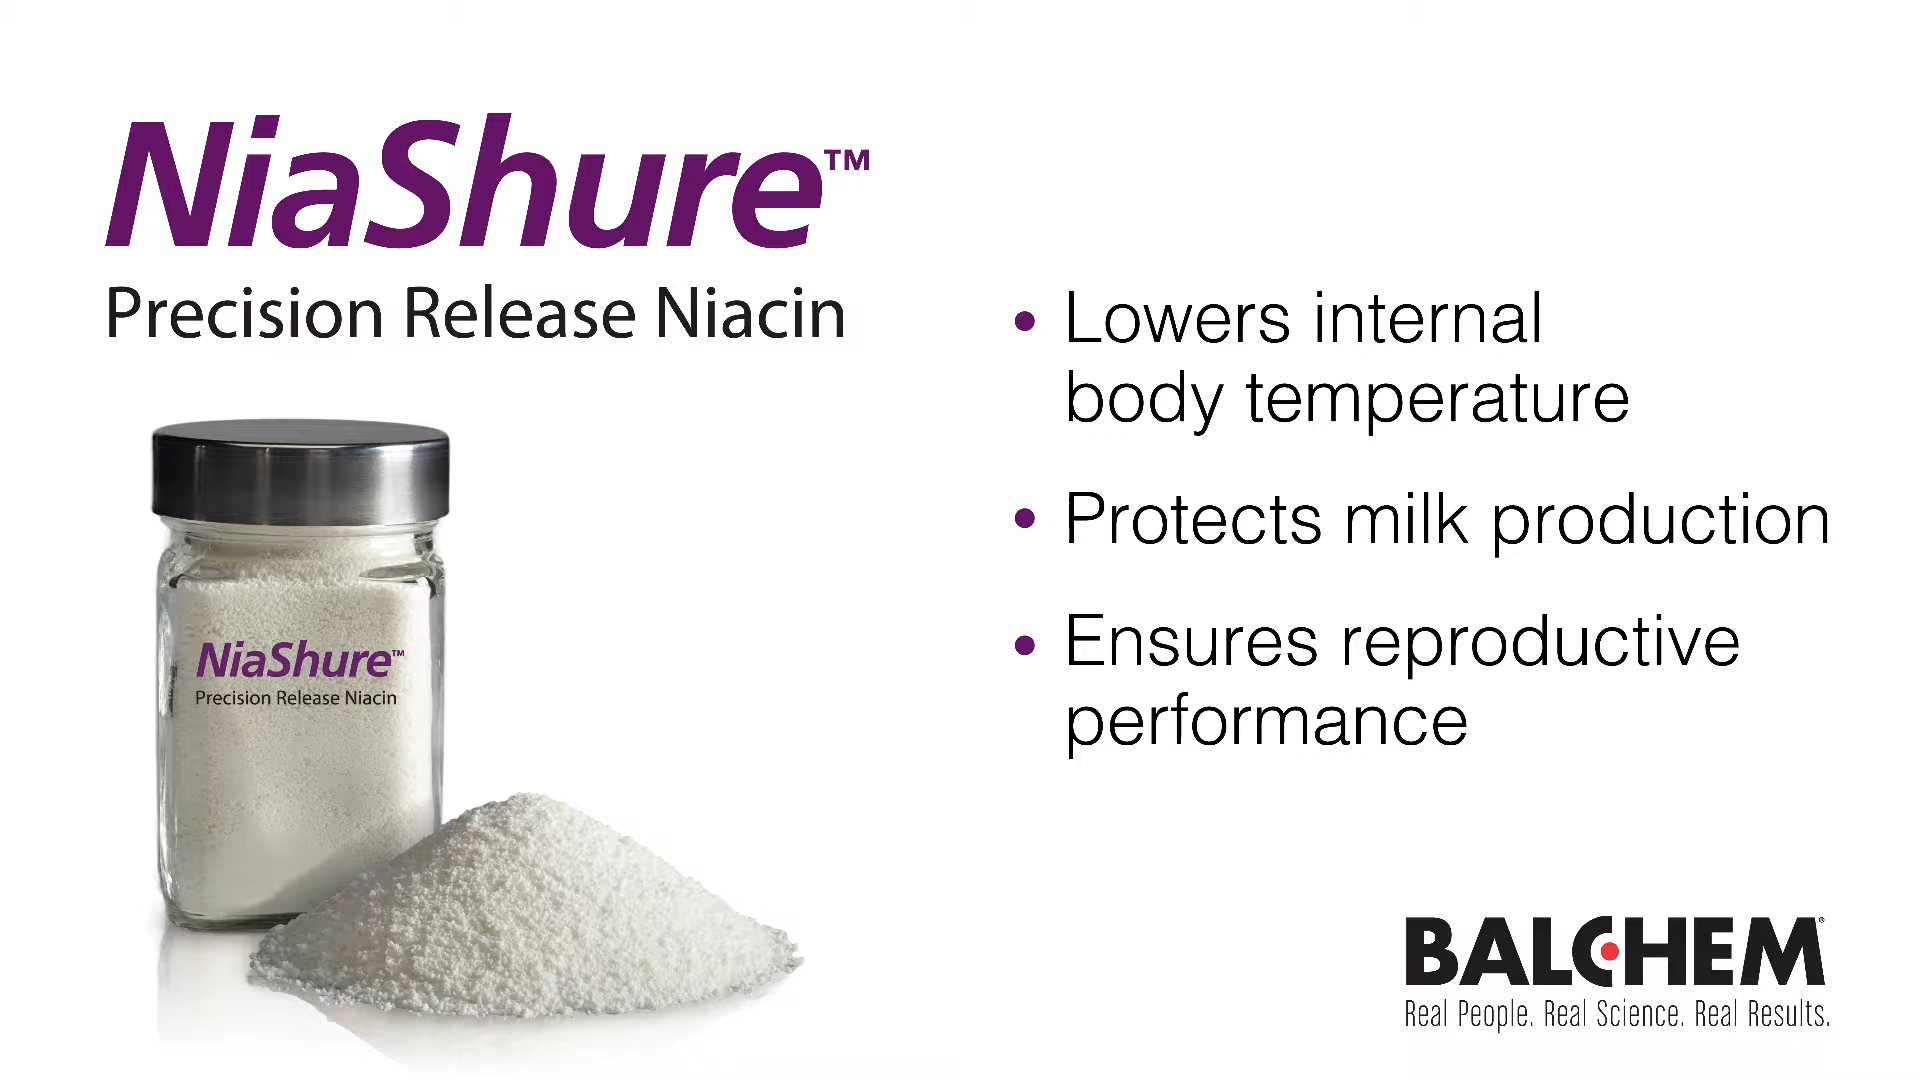 NiaShure™
Precision Release Niacin
• Lowers internal
body temperature
• Protects milk production
• Ensures reproductive
performance
NiaShure™
Precision Release Niacin
BALCHEM®
Real People. Real Science. Real Results.